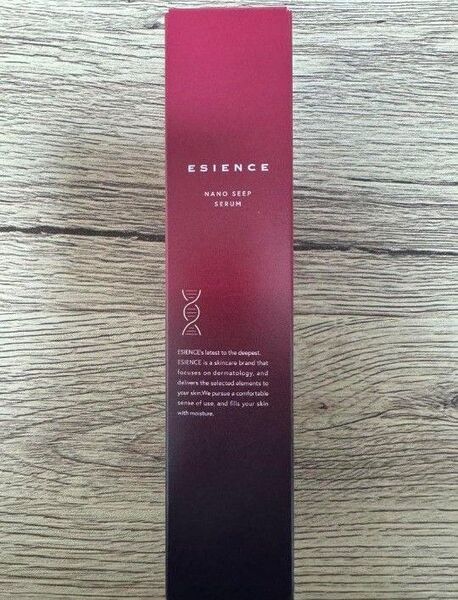 ESIENCE
NANO SEEP
SERUM
ESIENCE's latest to the deepest.
ESIENCE is a skincare brand that
focuses on dermatology, and
delivers the selected elements to
your skin.We pursue a comfortable
sense of use, and fills your skin
with moisture.